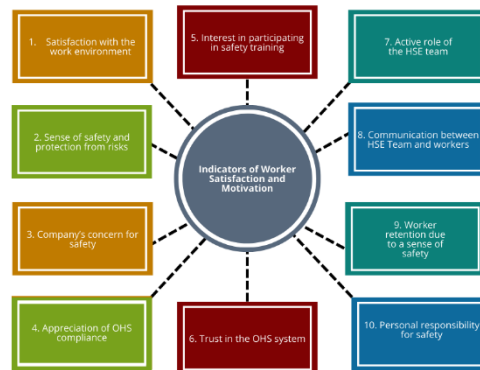 1. Satisfaction with the
work environment
2. Sense of safety and
protection from risks
3. Company's concern for
safety
4. Appreciation of OHS
compliance
5. Interest in participating
in safety training
Indicators of Worker
Satisfaction and
Motivation
6. Trust in the OHS system
7. Active role of
the HSE team
8. Communication between
HSE Team and workers
9. Worker
retention due
to a sense of
safety
10. Personal responsibility
for safety